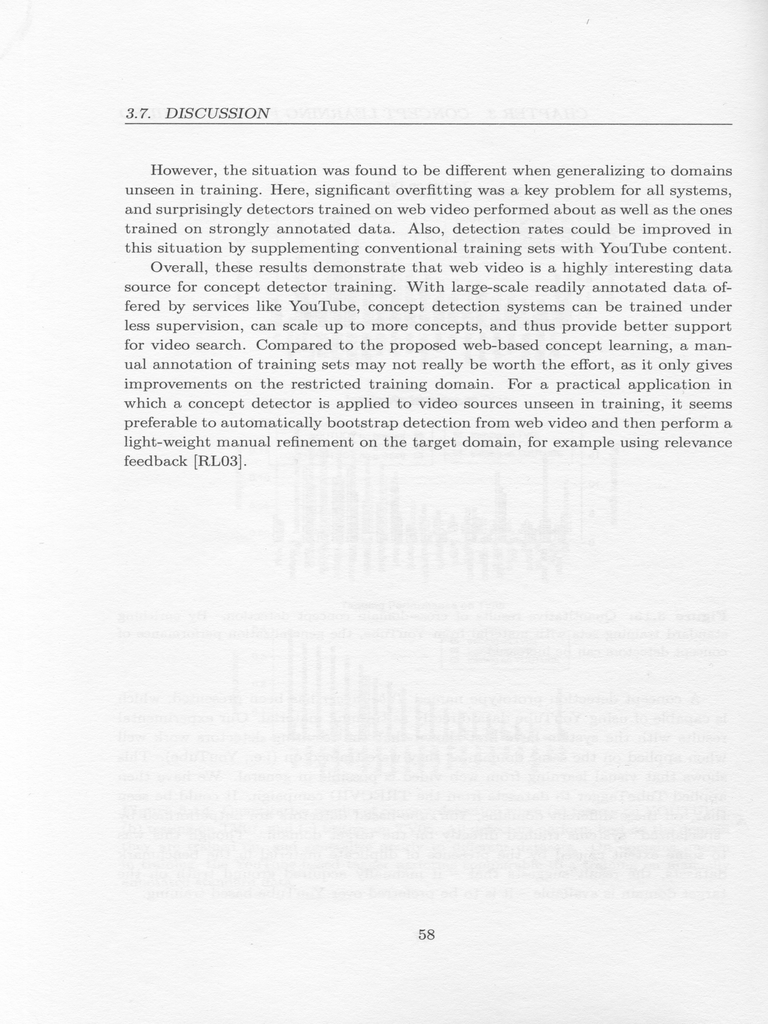 3.7. DISCUSSION
However, the situation was found to be different when generalizing to domains
unseen in training. Here, significant overfitting was a key problem for all systems,
and surprisingly detectors trained on web video performed about as well as the ones
trained on strongly annotated data. Also, detection rates could be improved in
this situation by supplementing conventional training sets with YouTube content.
Overall, these results demonstrate that web video is a highly interesting data
source for concept detector training. With large-scale readily annotated data of-
fered by services like YouTube, concept detection systems can be trained under
less supervision, can scale up to more concepts, and thus provide better support
for video search. Compared to the proposed web-based concept learning, a man-
ual annotation of training sets may not really be worth the effort, as it only gives
improvements on the restricted training domain. For a practical application in
which a concept detector is applied to video sources unseen in training, it seems
preferable to automatically bootstrap detection from web video and then perform a
light-weight manual refinement on the target domain, for example using relevance
feedback [RL03].
58